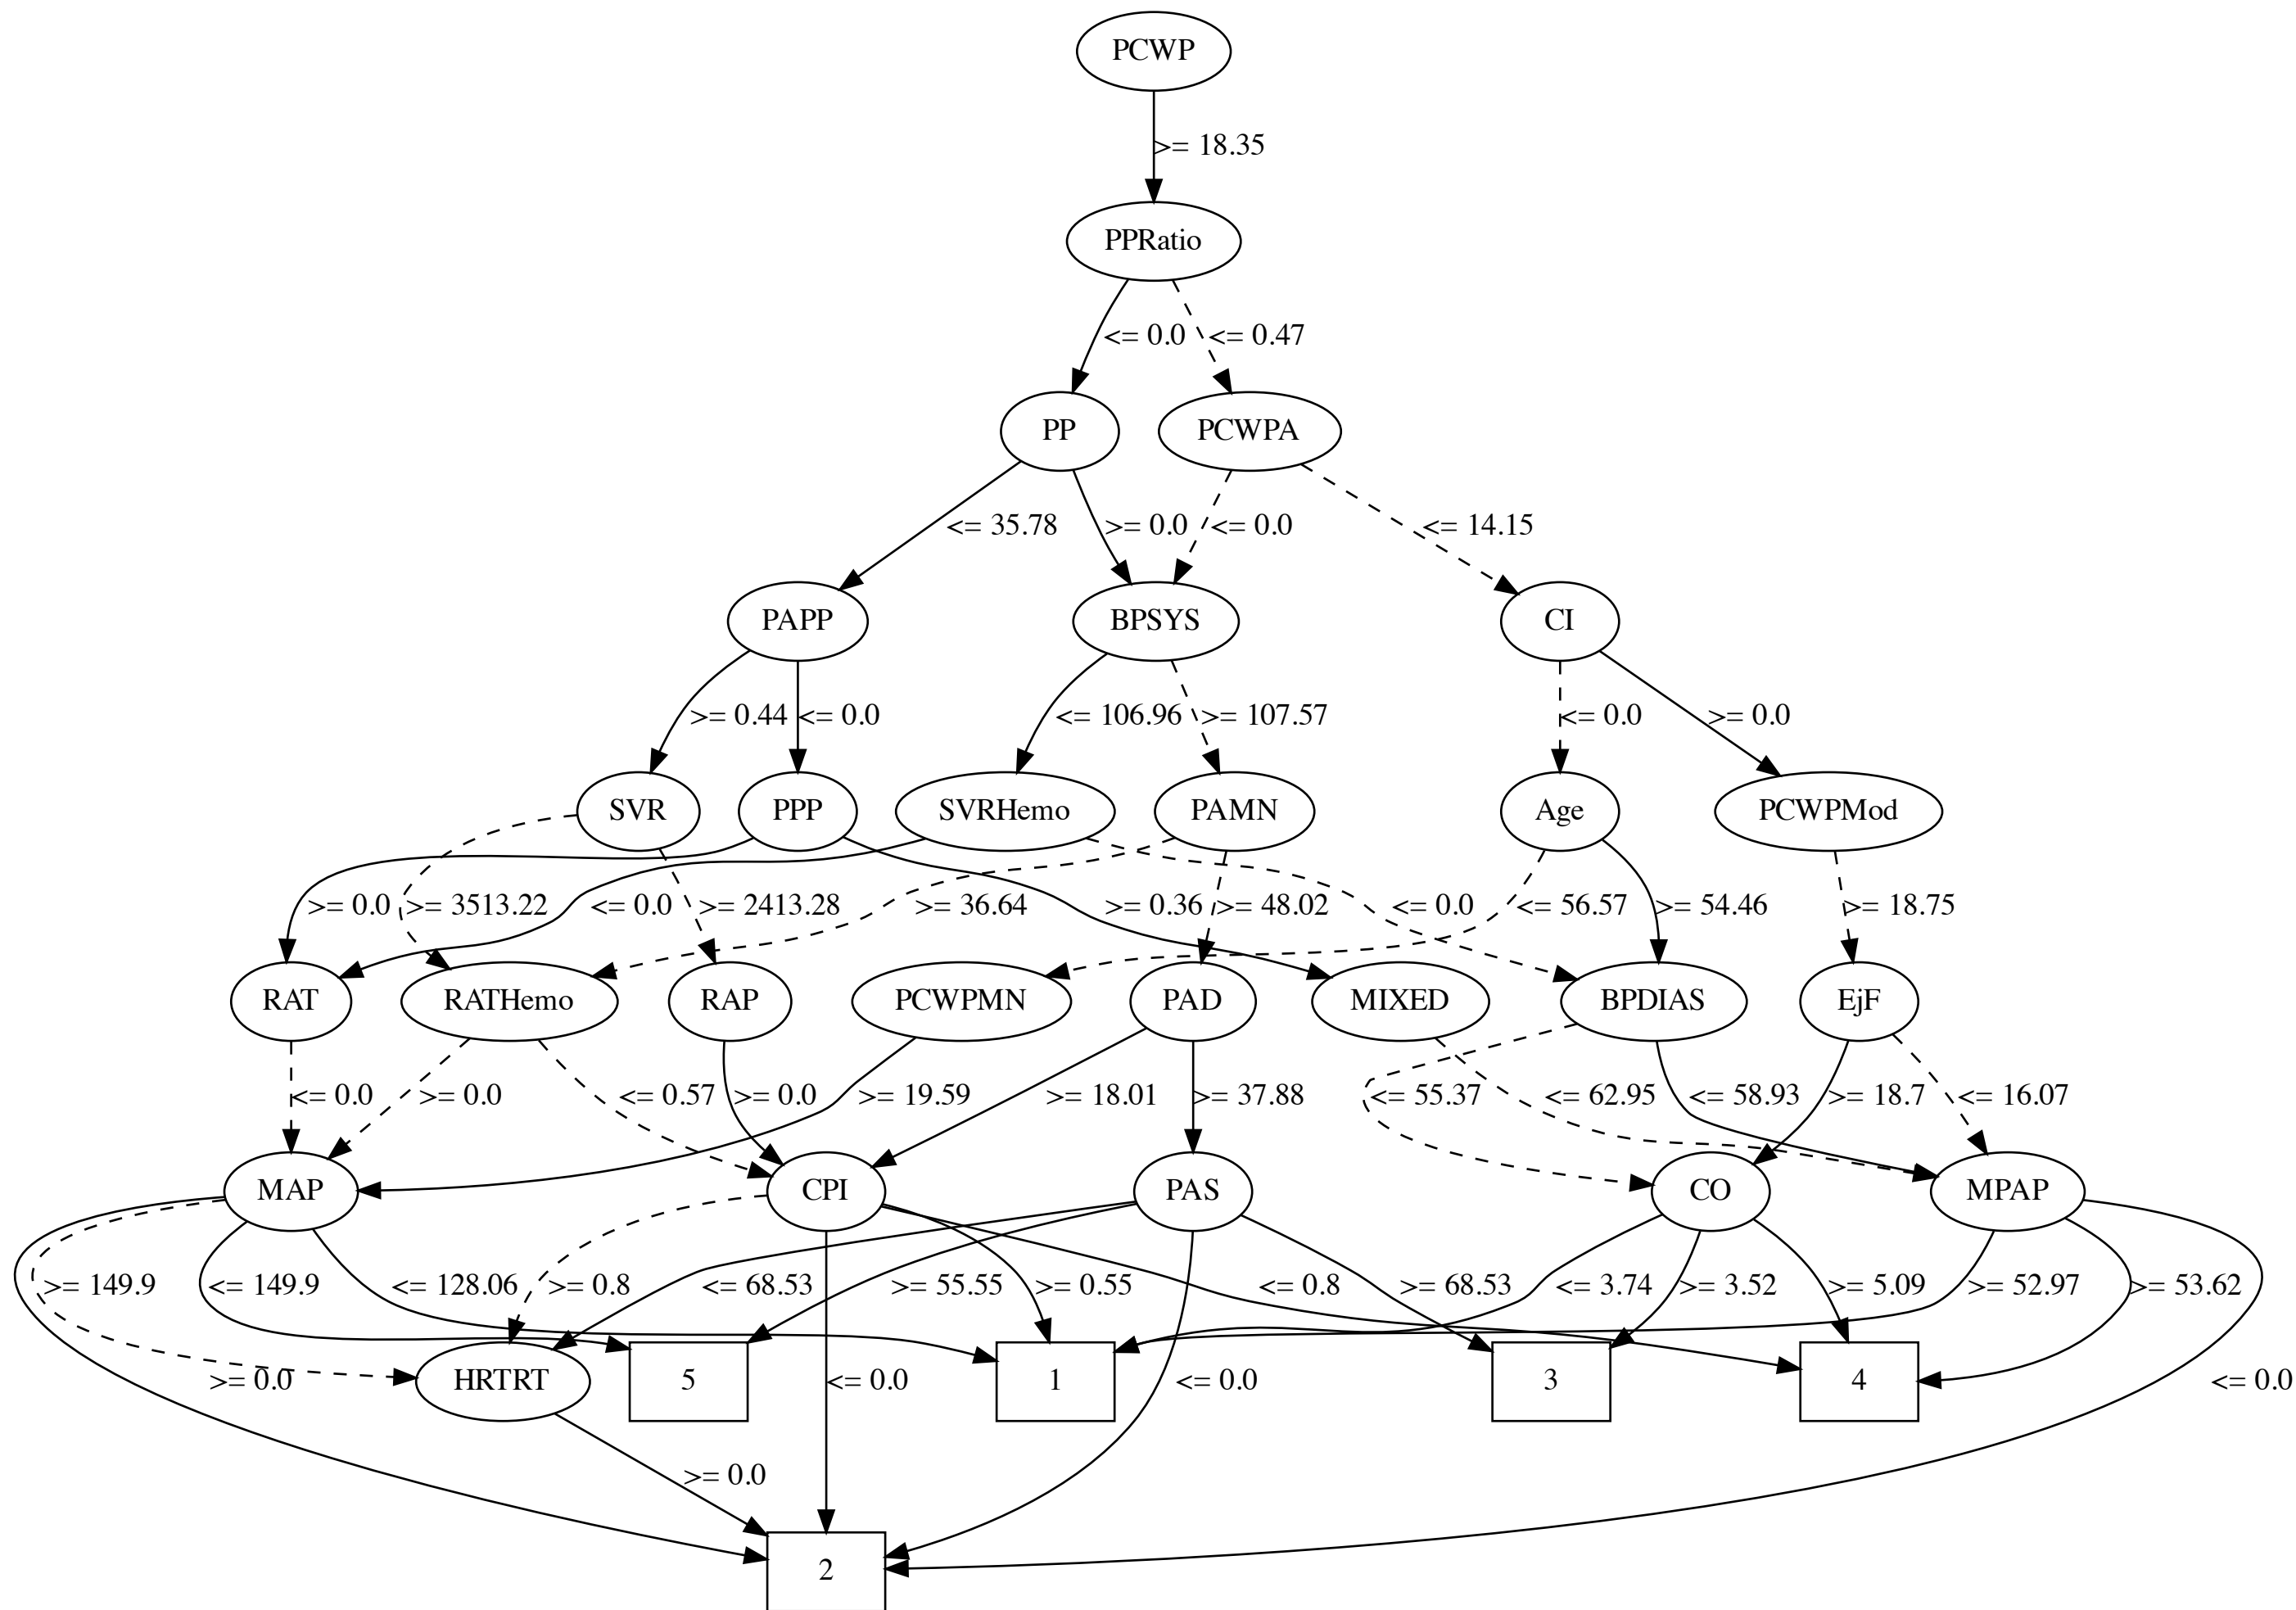 PCWP
>= 18.35
PPRatio
<= 0.0
<= 0.47
PP
PCWPA
<= 35.78
>= 0.0
<= 0.0
<= 14.15
PAPP
BPSYS
CI
>= 0.44
<= 0.0
<= 106.96
>= 107.57
<= 0.0
>= 0.0
SVR
PPP
SVRHemo
PAMN
Age
PCWPMod
>= 0.0
>= 3513.22
<= 0.0
>= 2413.28
>= 36.64
>= 0.36
>= 48.02
<= 0.0
<= 56.57
>= 54.46
>= 18.75
RAT
RATHemo
RAP
PCWPMN
PAD
MIXED
BPDIAS
EjF
<= 0.0
>= 0.0
<= 0.57
>= 0.0
>= 19.59
>= 18.01
>= 37.88
<= 55.37
<= 62.95
<= 58.93
>= 18.7
<= 16.07
MAP
CPI
PAS
CO
MPAP
>= 149.9
<= 149.9
<= 128.06
>= 0.8
<= 68.53
>= 55.55
>= 0.55
<= 0.8
>= 68.53
<= 3.74
>= 3.52
>= 5.09
>= 52.97
>= 53.62
>= 0.0
HRTRT
5
<= 0.0
1
<= 0.0
3
4
<= 0.0
>= 0.0
2